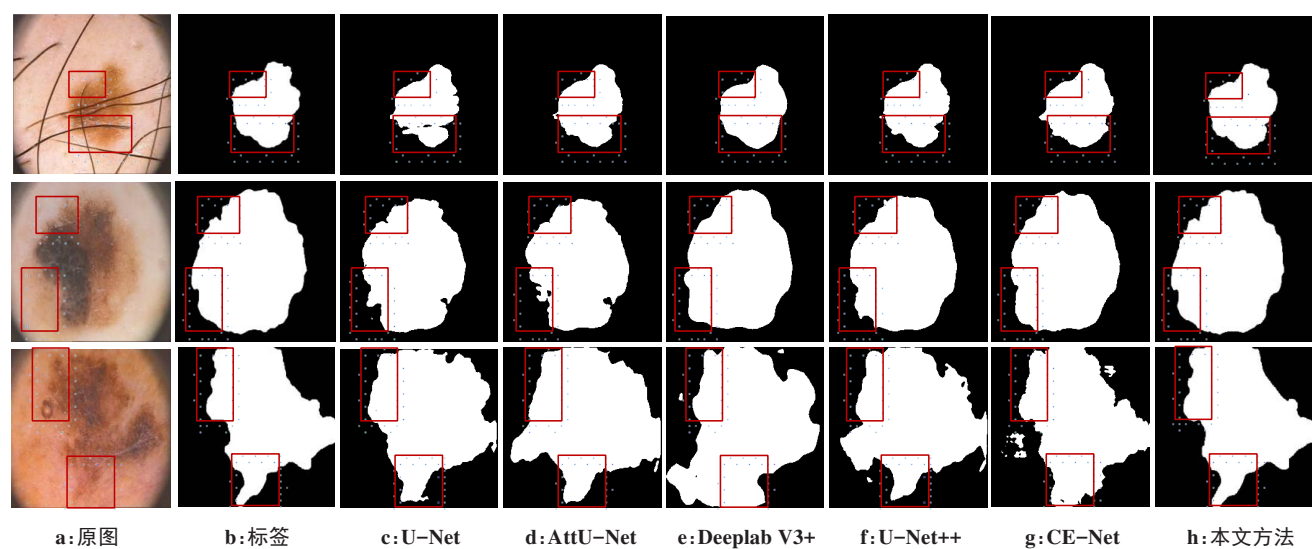 a:原图 b:标签 c:U-Net d:AttU-Net e:Deeplab V3+ f:U-Net++ g:CE-Net h:本文方法